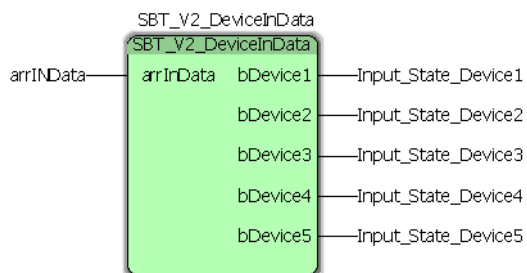 SBT_V2_DeviceInData
SBT_V2_DeviceInData
arrINData arrInData bDevice1 Input_State_Device1
bDevice2 Input_State_Device2
bDevice3 Input_State_Device3
bDevice4 Input_State_Device4
bDevice5 Input_State_Device5